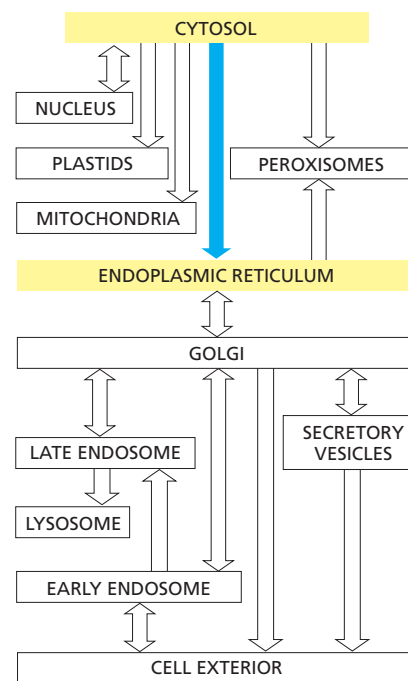 CYTOSOL
NUCLEUS
PLASTIDS
PEROXISOMES
MITOCHONDRIA
ENDOPLASMIC RETICULUM
GOLGI
LATE ENDOSOME
SECRETORY
VESICLES
LYSOSOME
EARLY ENDOSOME
CELL EXTERIOR